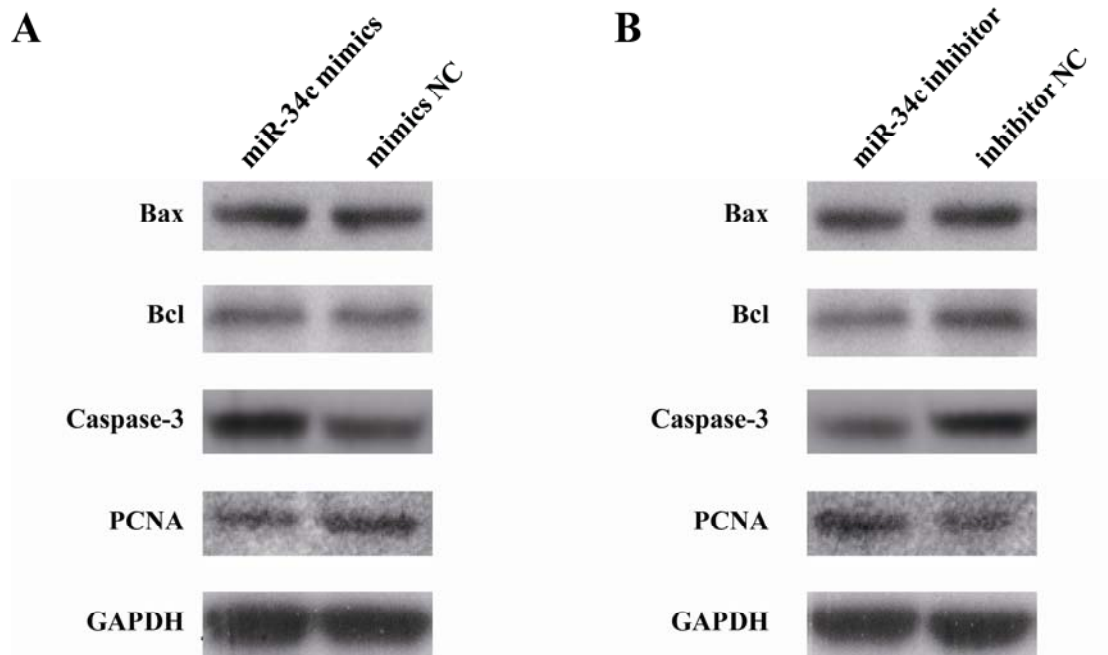 A
miR-34c mimics
mimics NC
Bax
Bcl
Caspase-3
PCNA
GAPDH
B
miR-34c inhibitor
inhibitor NC
Bax
Bcl
Caspase-3
PCNA
GAPDH